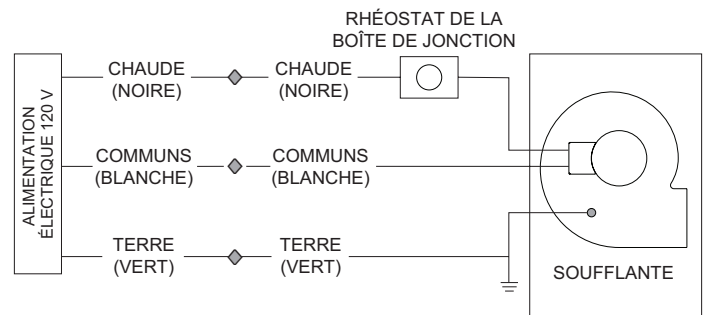 RHÉOSTAT DE LA
BOÎTE DE JONCTION
ALIMENTATION
ÉLECTRIQUE 120 V
CHAUDE
(NOIRE)
CHAUDE
(NOIRE)
COMMUNS
(BLANCHE)
COMMUNS
(BLANCHE)
TERRE
(VERT)
TERRE
(VERT)
SOUFFLANTE